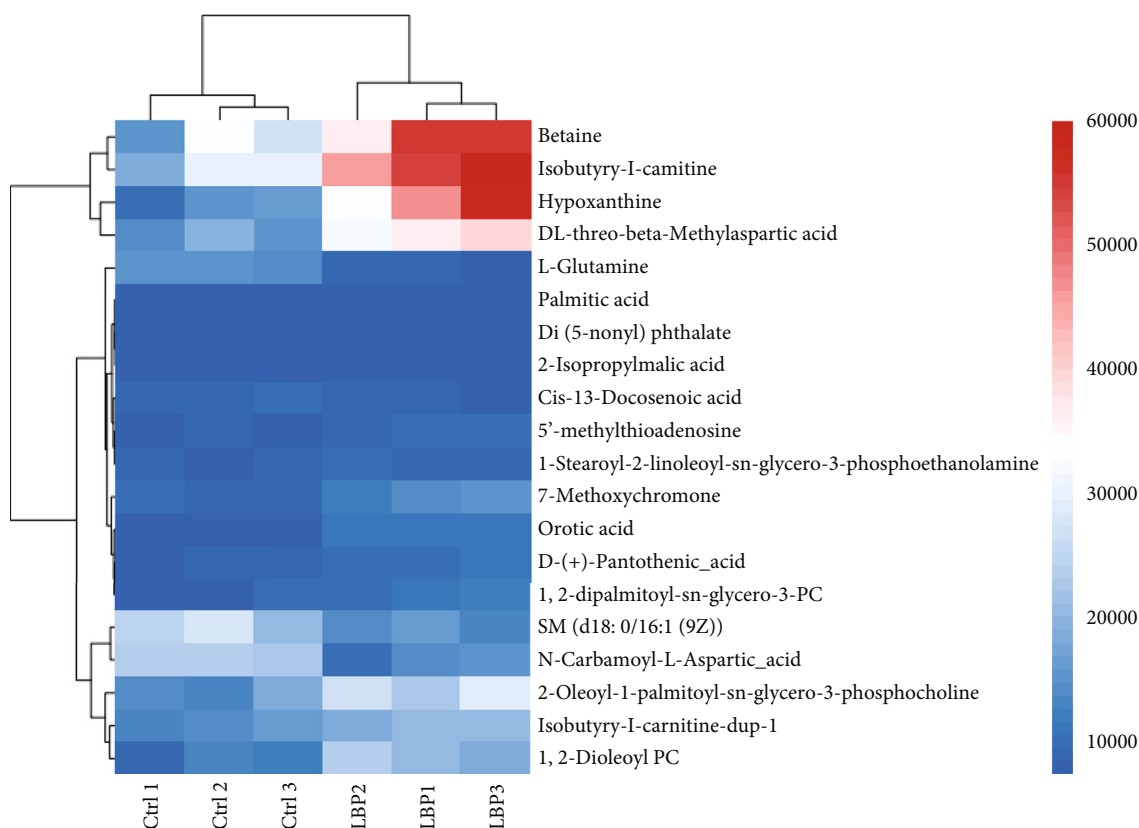 Betaine
Isobutyry-I-camitine
Hypoxanthine
DL-threo-beta-Methylaspartic acid
L-Glutamine
Palmitic acid
Di (5-nonyl) phthalate
2-Isopropylmalic acid
Cis-13-Docosenoic acid
5'-methylthioadenosine
1-Stearoyl-2-linoleoyl-sn-glycero-3-phosphoethanolamine
7-Methoxychromone
Orotic acid
D-(+)-Pantothenic_acid
1, 2-dipalmitoyl-sn-glycero-3-PC
SM (d18: 0/16:1 (9Z))
N-Carbamoyl-L-Aspartic_acid
2-Oleoyl-1-palmitoyl-sn-glycero-3-phosphocholine
Isobutyry-I-carnitine-dup-1
1, 2-Dioleoyl PC
Ctrl 1
Ctrl 2
Ctrl 3
LBP2
LBP1
LBP3
60000
50000
40000
30000
20000
10000